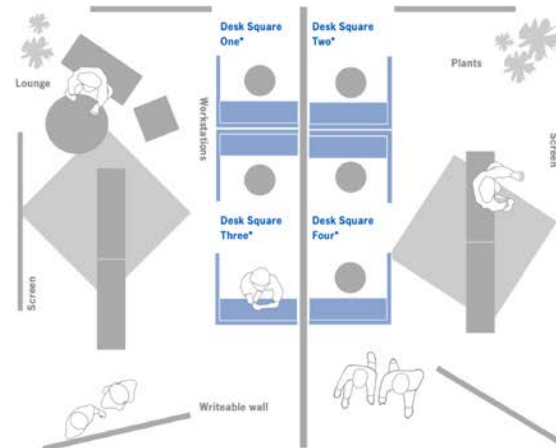 Desk Square
One*
Desk Square
Two*
Lounge
Plants
Workstations
Screen
Desk Square
Three*
Desk Square
Four*
Screen
Writeable wall